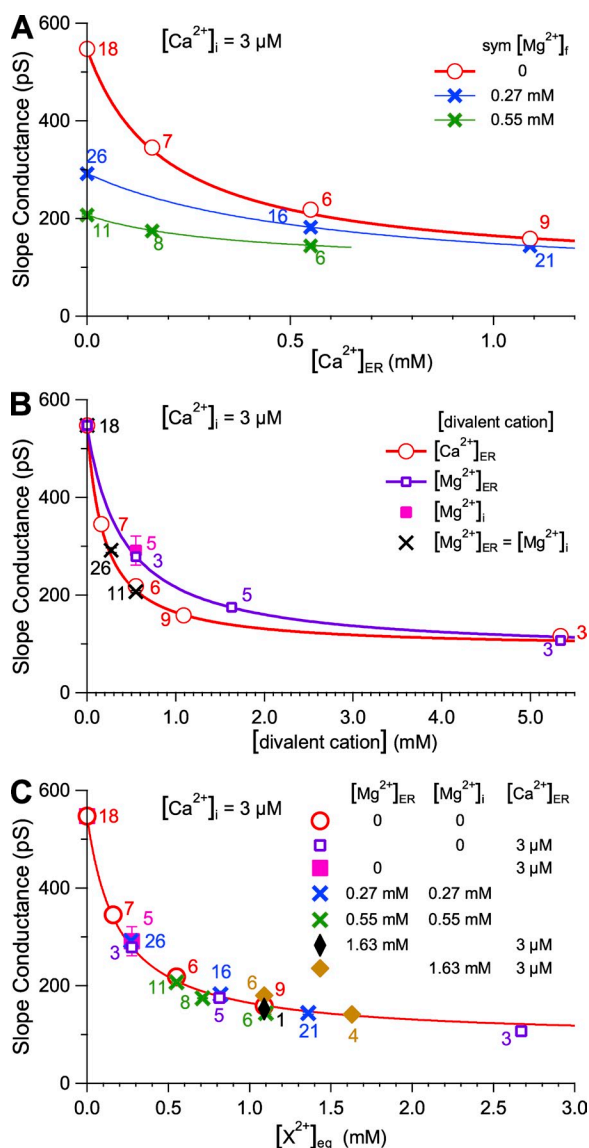 A
[Ca2+]i = 3 µM
sym [Mg2+]f
0
0.27 mM
0.55 mM
600
400
200
0
Slope Conductance (pS)
18
7
6
9
26
16
21
11
8
6
0.0
0.5
1.0
[Ca2+]ER (mM)
B
[Ca2+]i = 3 µM
[divalent cation]
[Ca2+]ER
[Mg2+]ER
[Mg2+]i
[Mg2+]ER = [Mg2+]i
600
400
200
0
Slope Conductance (pS)
18
7
5
3
26
6
11
9
5
3
3
0.0
1.0
2.0
3.0
4.0
5.0
[divalent cation] (mM)
C
[Ca2+]i = 3 µM
[Mg2+]ER [Mg2+]i [Ca2+]ER
0 0
0 3 µM
0 3 µM
0.27 mM 0.27 mM
0.55 mM 0.55 mM
1.63 mM 3 µM
1.63 mM 3 µM
600
400
200
0
Slope Conductance (pS)
18
7
5
26
3
6
16
6
9
11
8
5
6
1
21
4
3
0.0
0.5
1.0
1.5
2.0
2.5
3.0
[X2+]eq (mM)